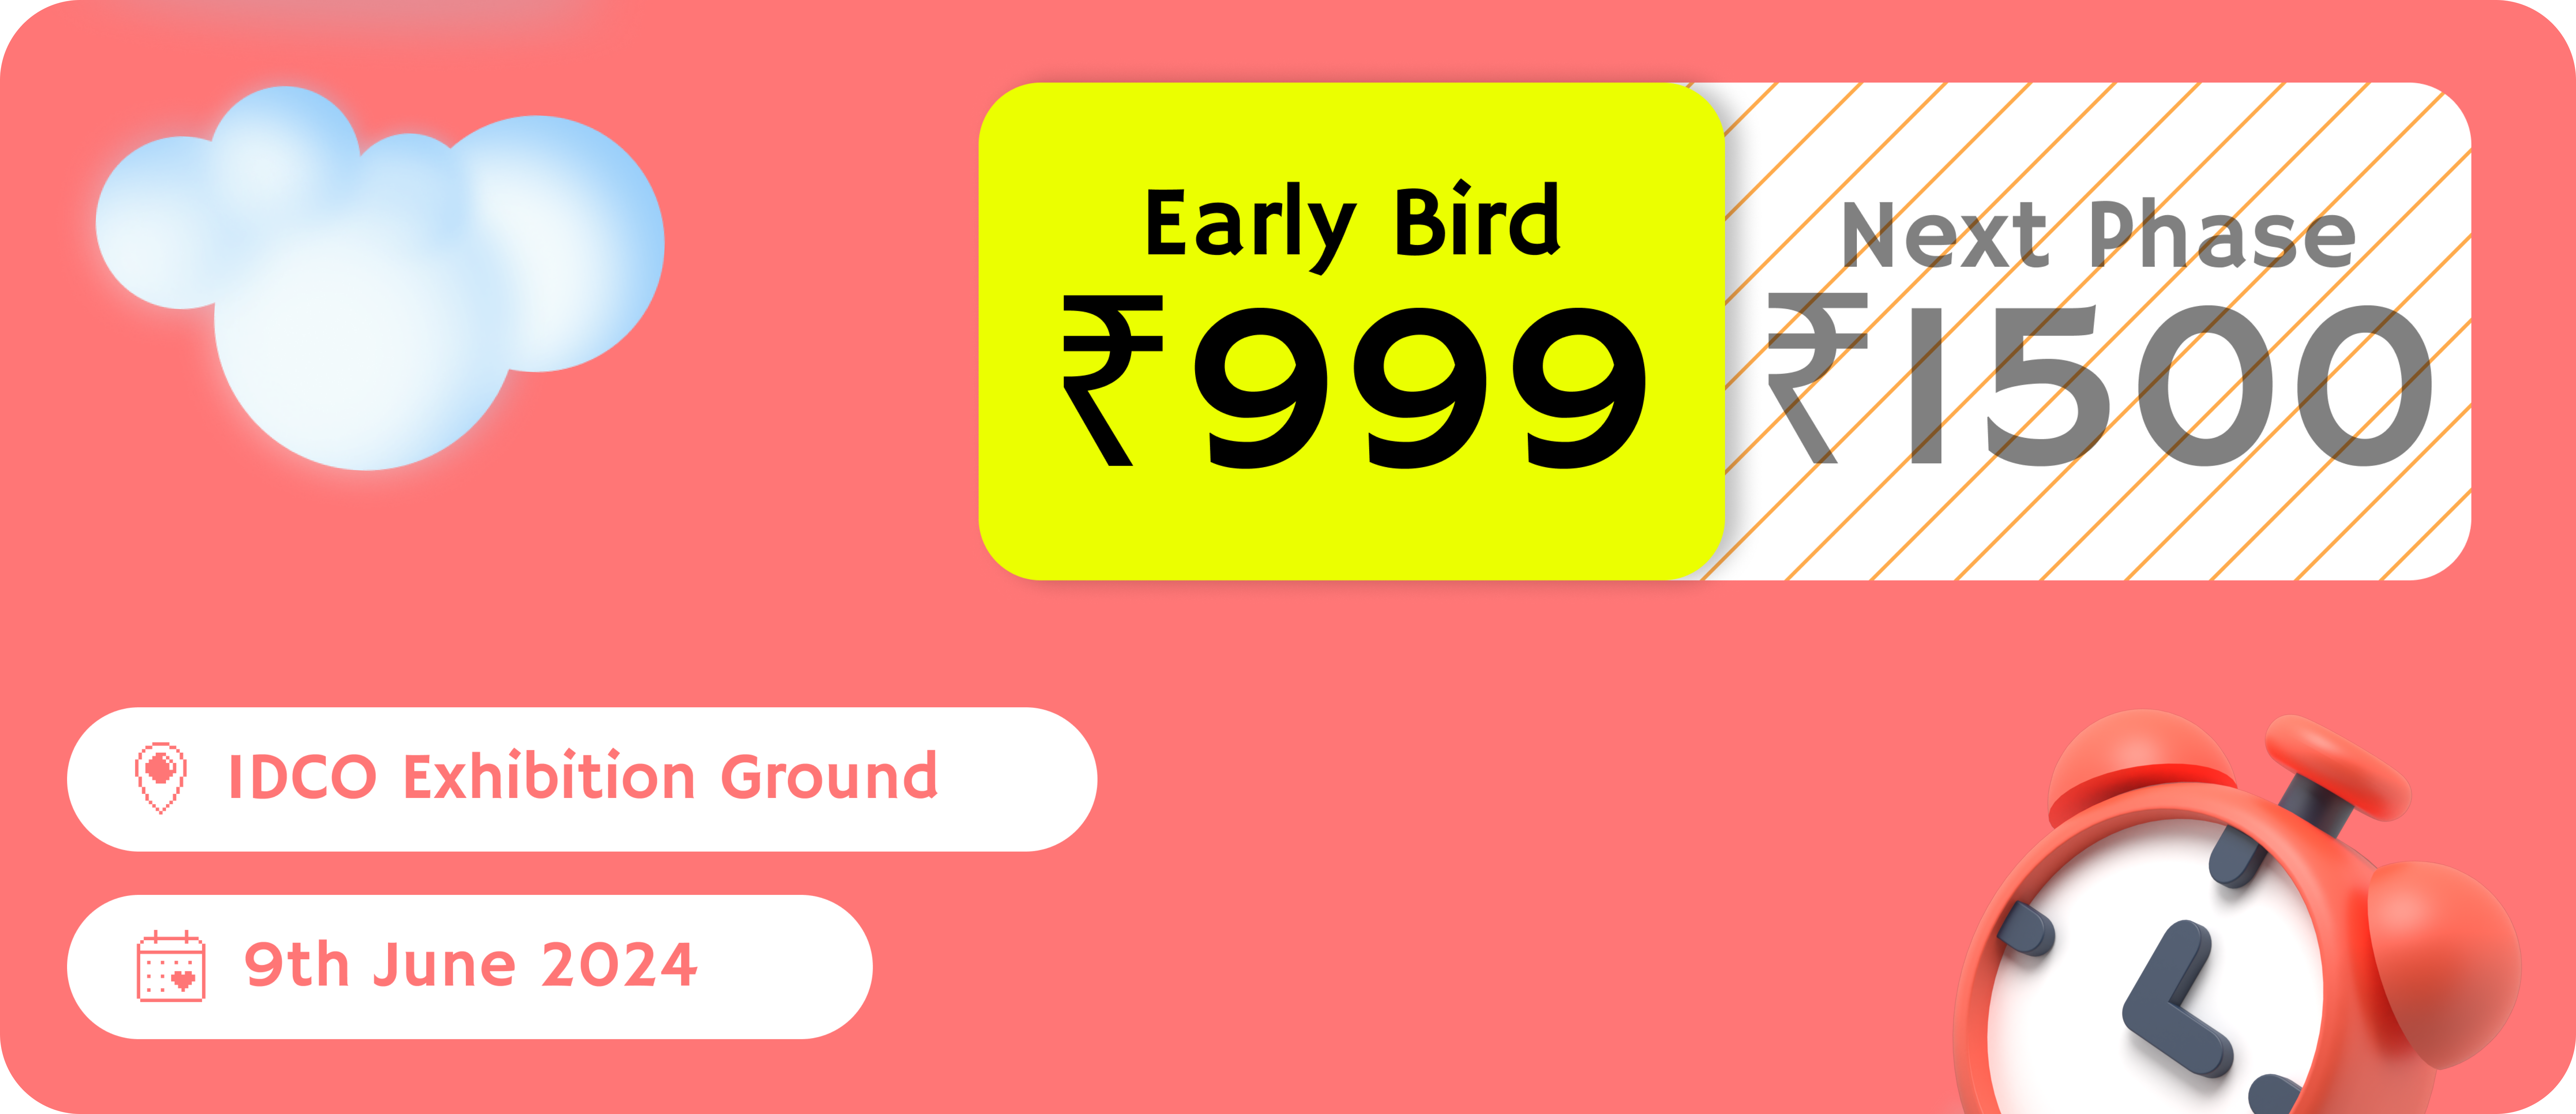 Early Bird
₹999
Next Phase
₹1500
IDCO Exhibition Ground
9th June 2024